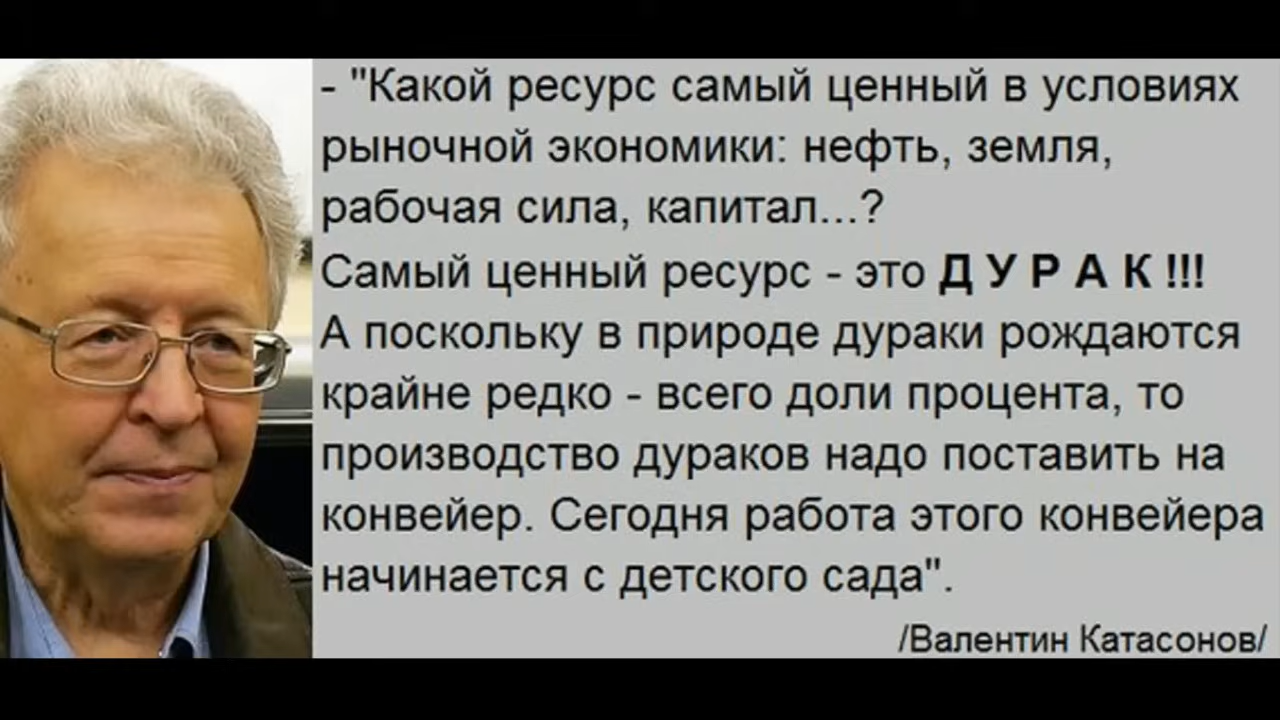 - "Какой ресурс самый ценный в условиях
рыночной экономики: нефть, земля,
рабочая сила, капитал...?
Самый ценный ресурс - это Д У Р А К !!!
А поскольку в природе дураки рождаются
крайне редко - всего доли процента, то
производство дураков надо поставить на
конвейер. Сегодня работа этого конвейера
начинается с детского сада".
/Валентин Катасонов/